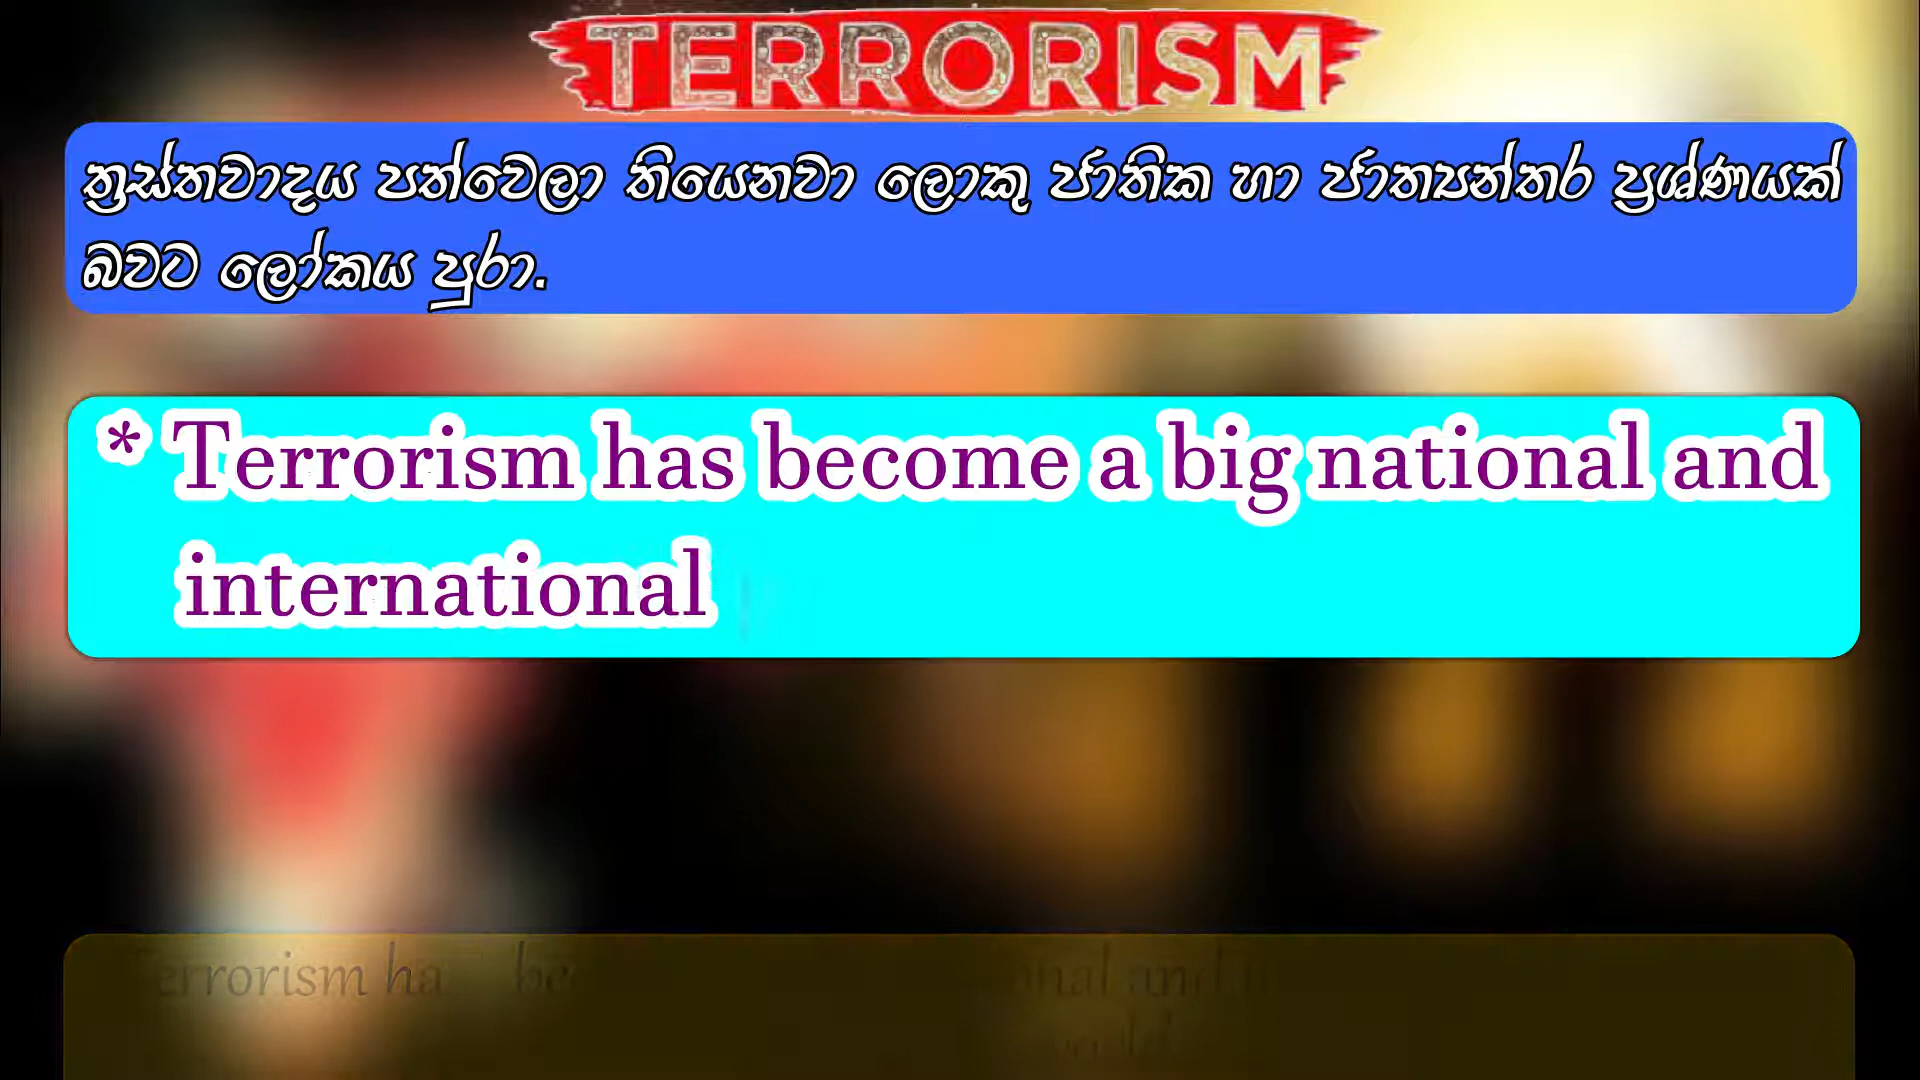 TERRORISM
ත්‍රස්තවාදය පත්වෙලා තියෙනවා ලොකු ජාතික හා ජාත්‍යන්තර ප්‍රශ්ණයක්
බවට ලෝකය පුරා.
* Terrorism has become a big national and
international